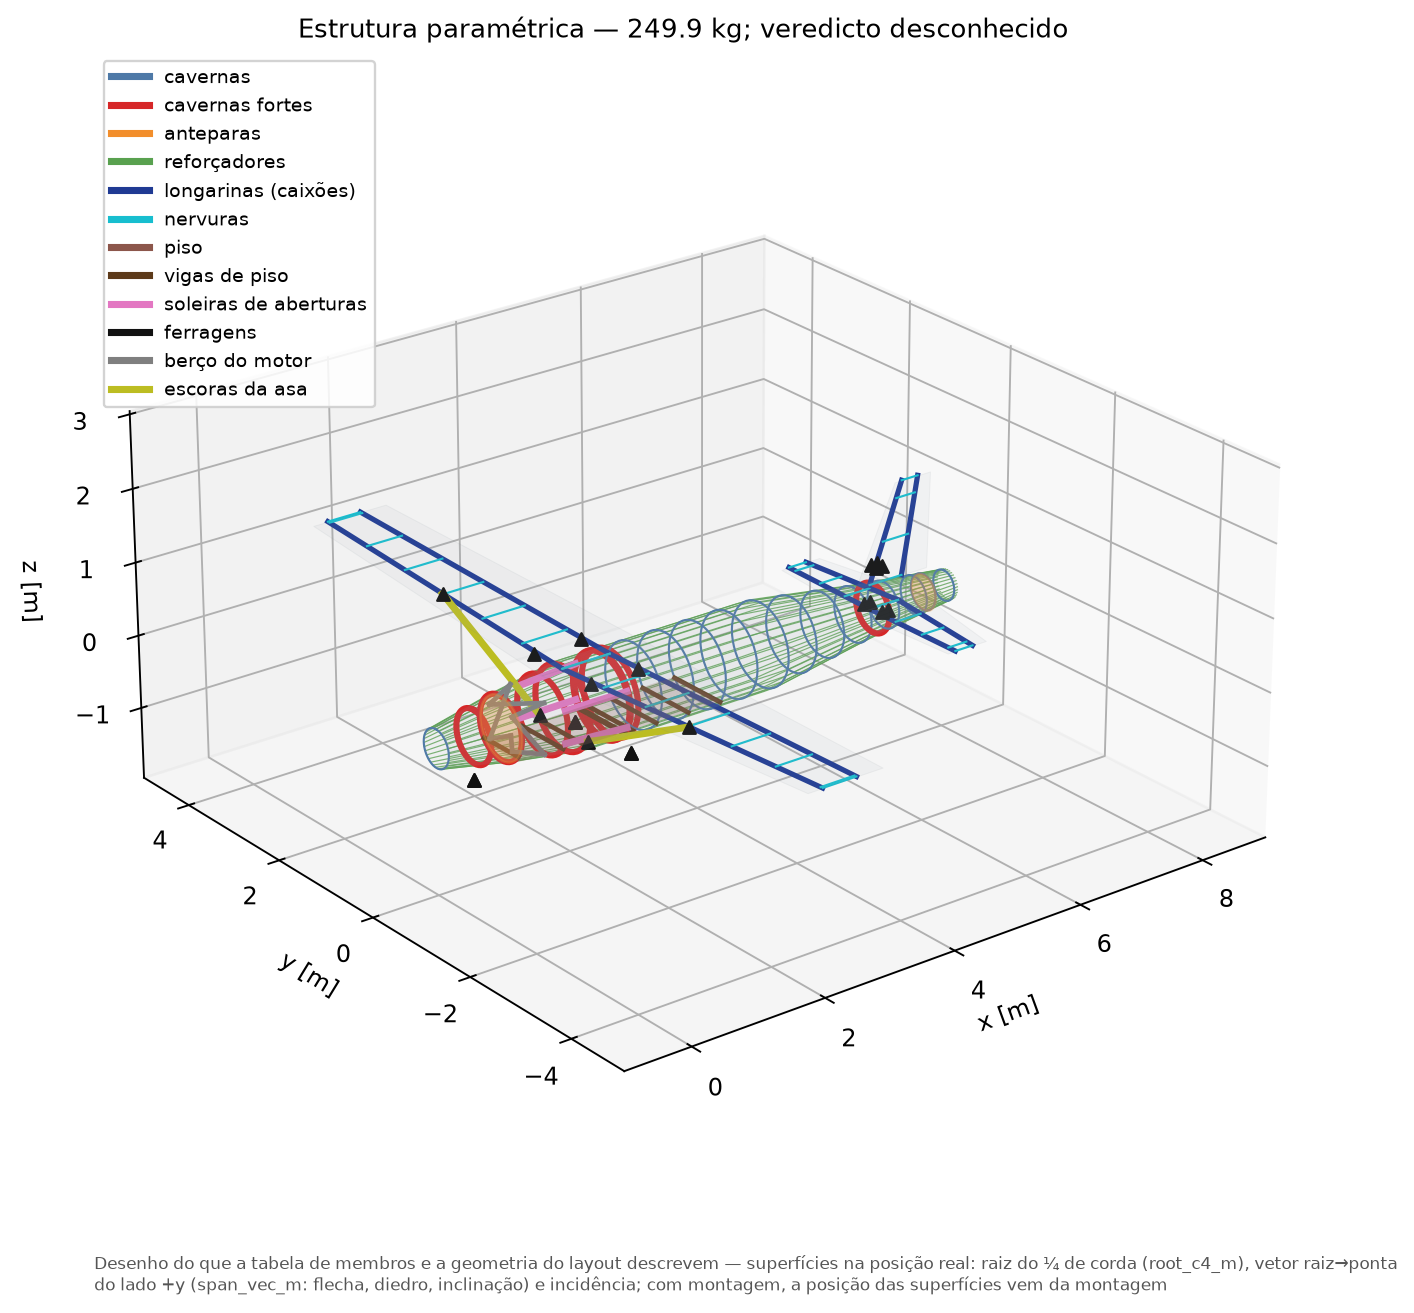 Estrutura paramétrica — 249.9 kg; veredicto desconhecido
cavernas
cavernas fortes
anteparas
reforçadores
longarinas (caixões)
nervuras
piso
vigas de piso
soleiras de aberturas
ferragens
berço do motor
escoras da asa
3
2
1
0
−1
z [m]
4
2
0
−2
−4
y [m]
0
2
4
6
8
x [m]
Desenho do que a tabela de membros e a geometria do layout descrevem — superfícies na posição real: raiz do ¼ de corda (root_c4_m), vetor raiz→ponta
do lado +y (span_vec_m: flecha, diedro, inclinação) e incidência; com montagem, a posição das superfícies vem da montagem